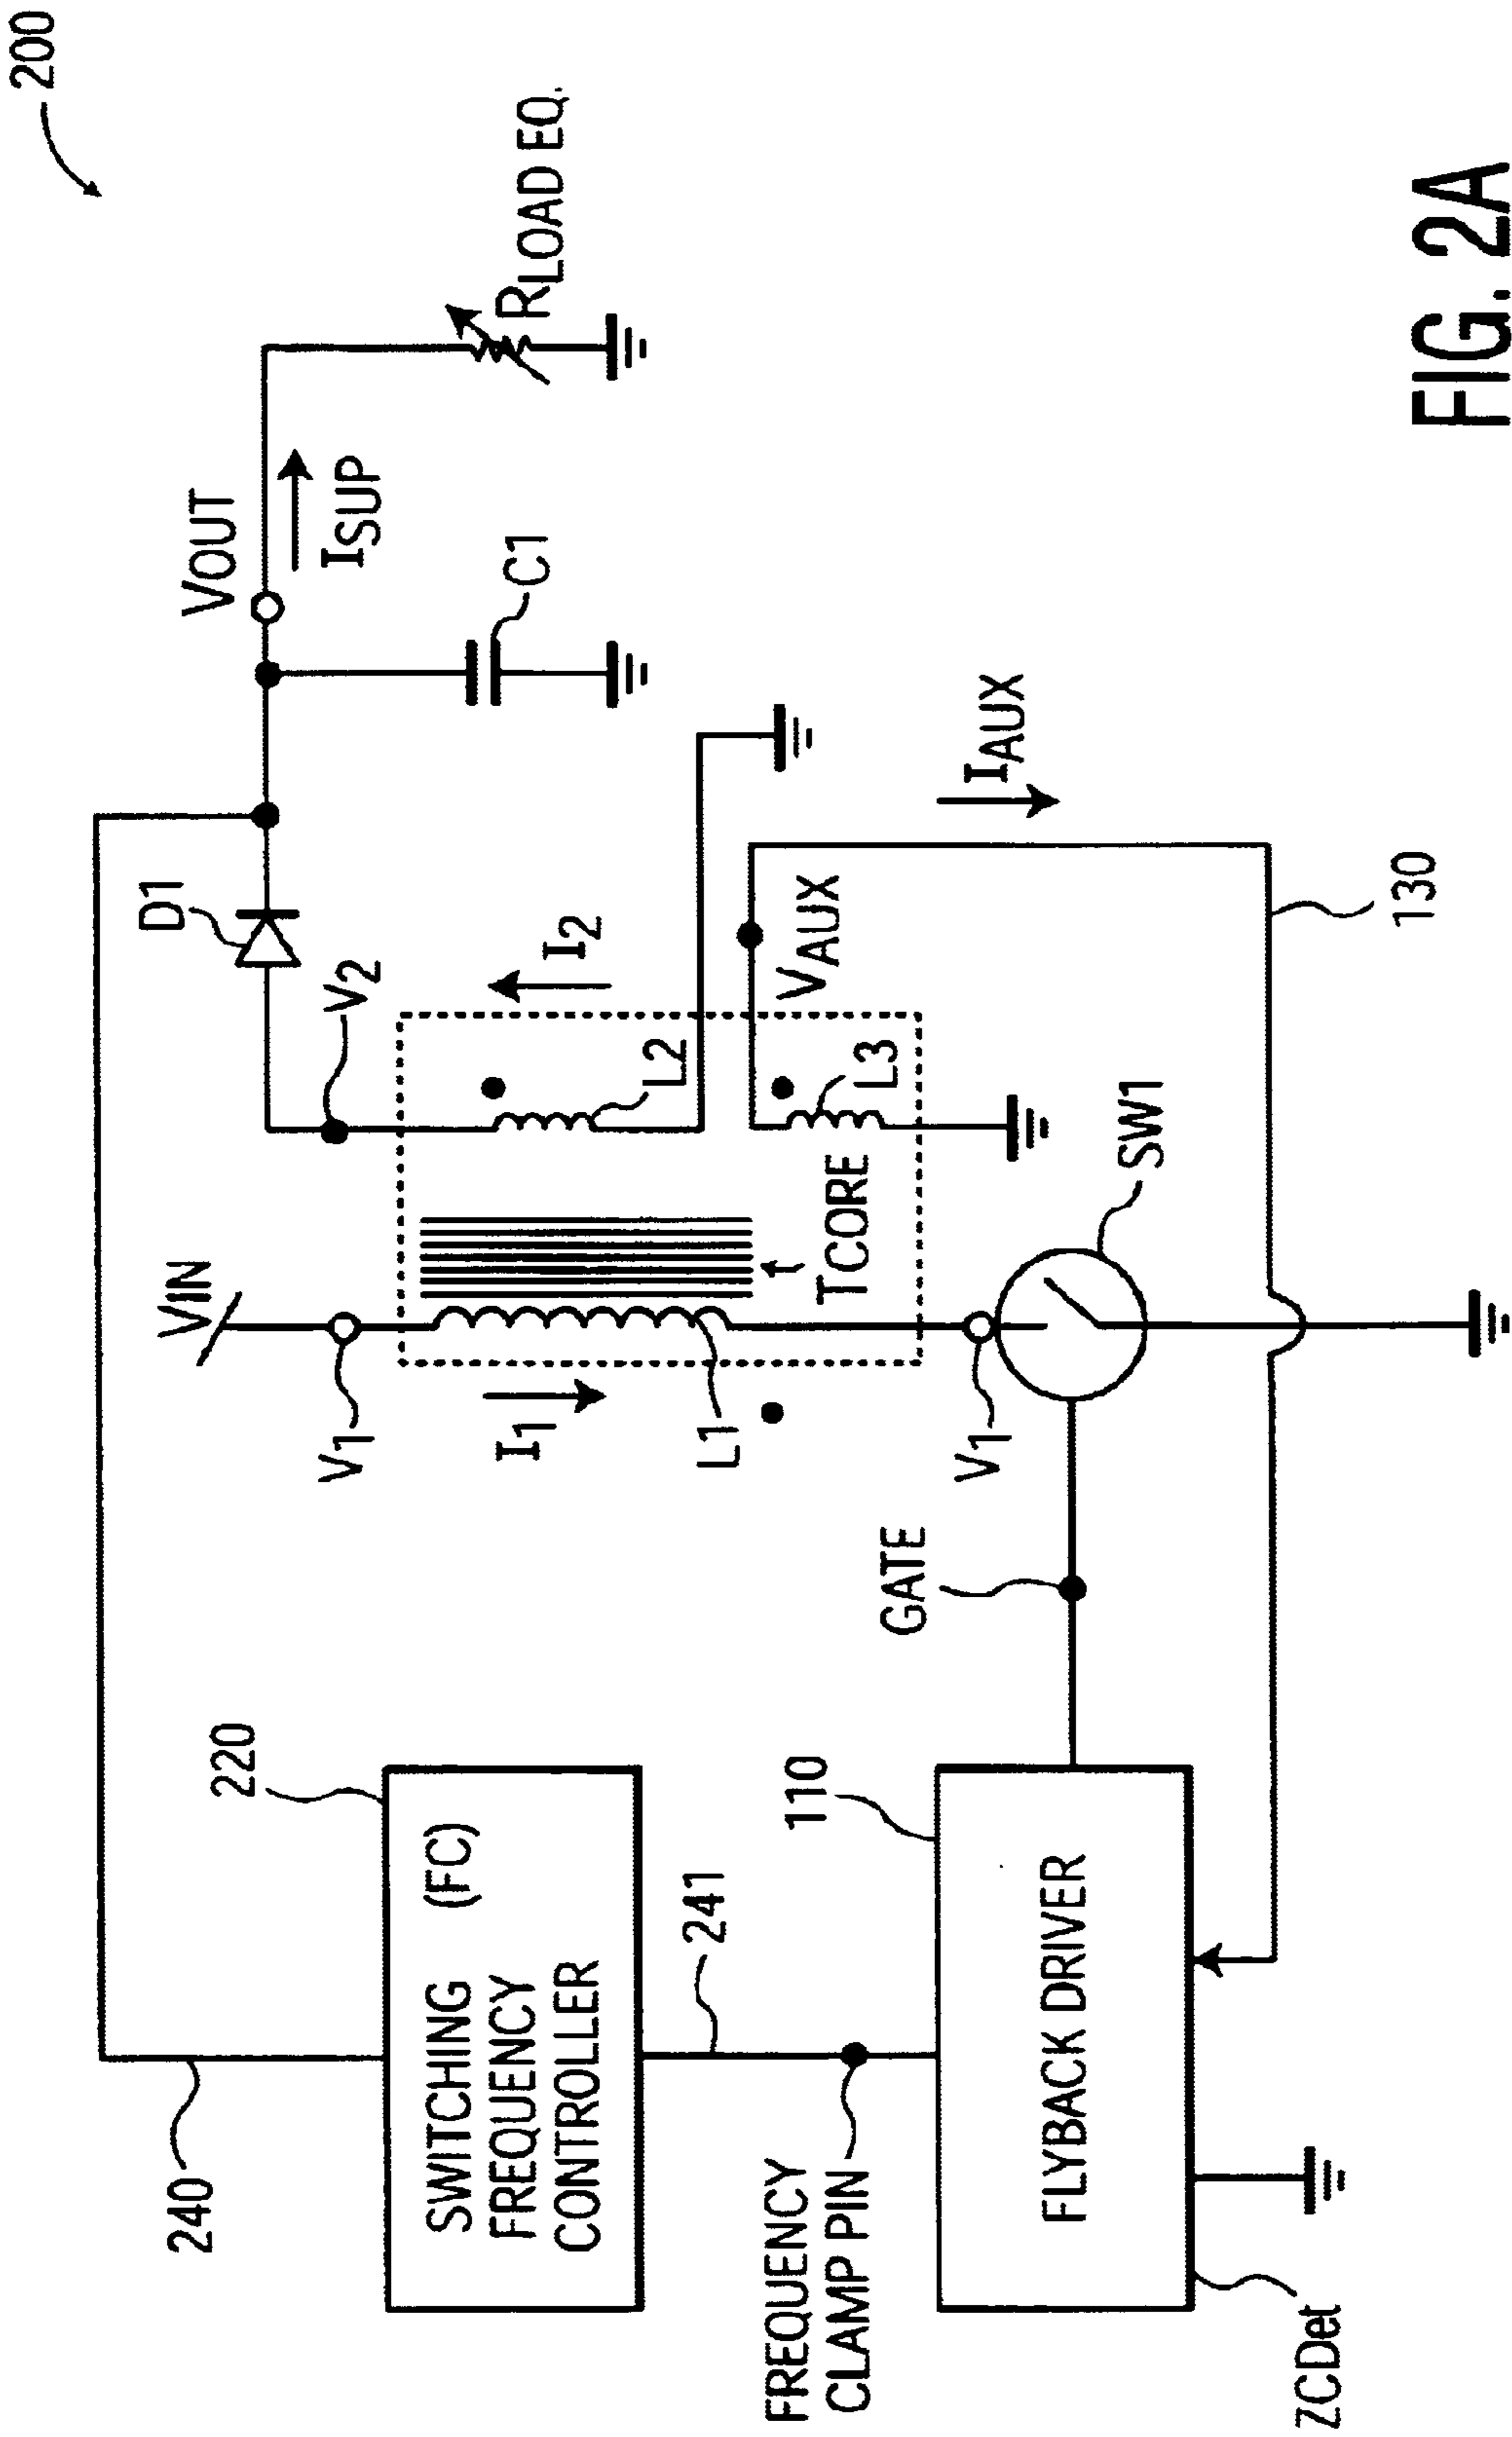 200
VIN
V1
I1
L1
TCORE
V1
SW1
GATE
D1
V2
I2
L2
L3
VAUX
IAUX
130
VOUT
ISUP
C1
RLOAD EQ.
240
220
SWITCHING (FC)
FREQUENCY
CONTROLLER
241
FREQUENCY
CLAMP PIN
110
FLYBACK DRIVER
ZCDet
FIG. 2A